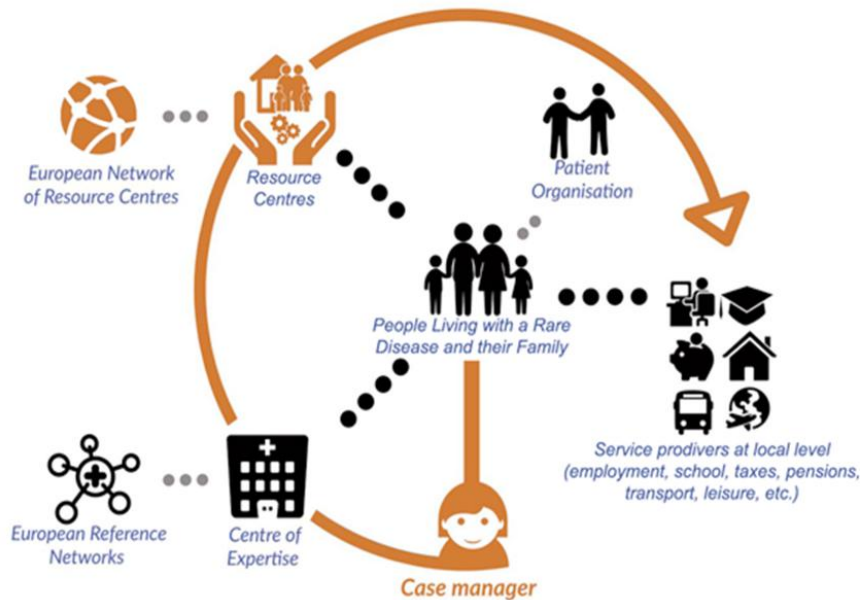 European Network
of Resource Centres
Resource
Centres
Patient
Organisation
People Living with a Rare
Disease and their Family
Service prodivers at local level
(employment, school, taxes, pensions,
transport, leisure, etc.)
European Reference
Networks
Centre of
Expertise
Case manager